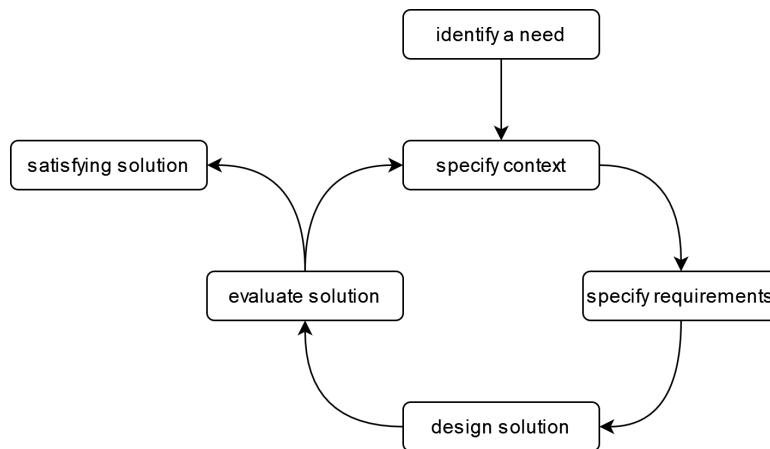 identify a need
satisfying solution
specify context
evaluate solution
specify requirements
design solution